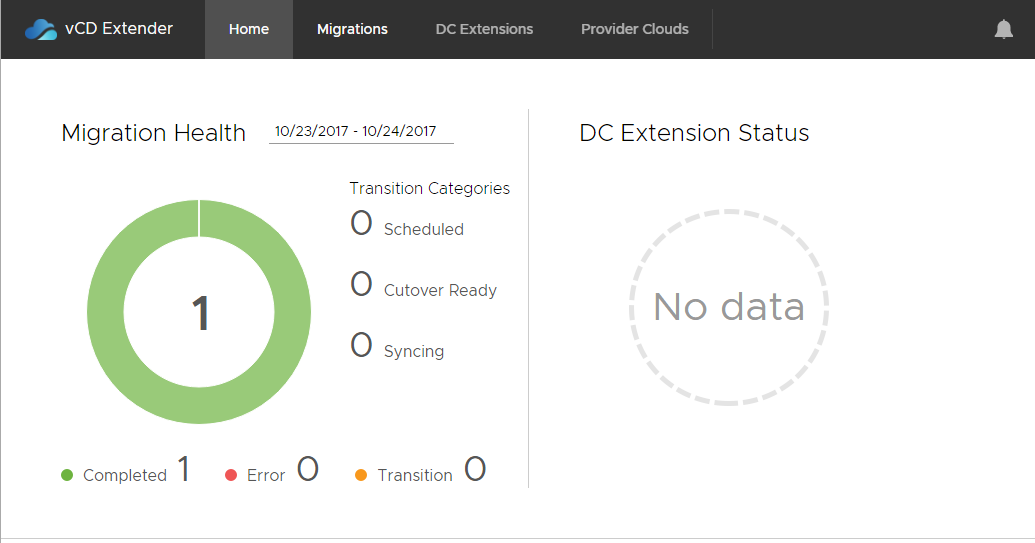 vCD Extender Home Migrations DC Extensions Provider Clouds
Migration Health 10/23/2017 - 10/24/2017
Transition Categories
0 Scheduled
0 Cutover Ready
0 Syncing
1
Completed 1 Error 0 Transition 0
DC Extension Status
No data